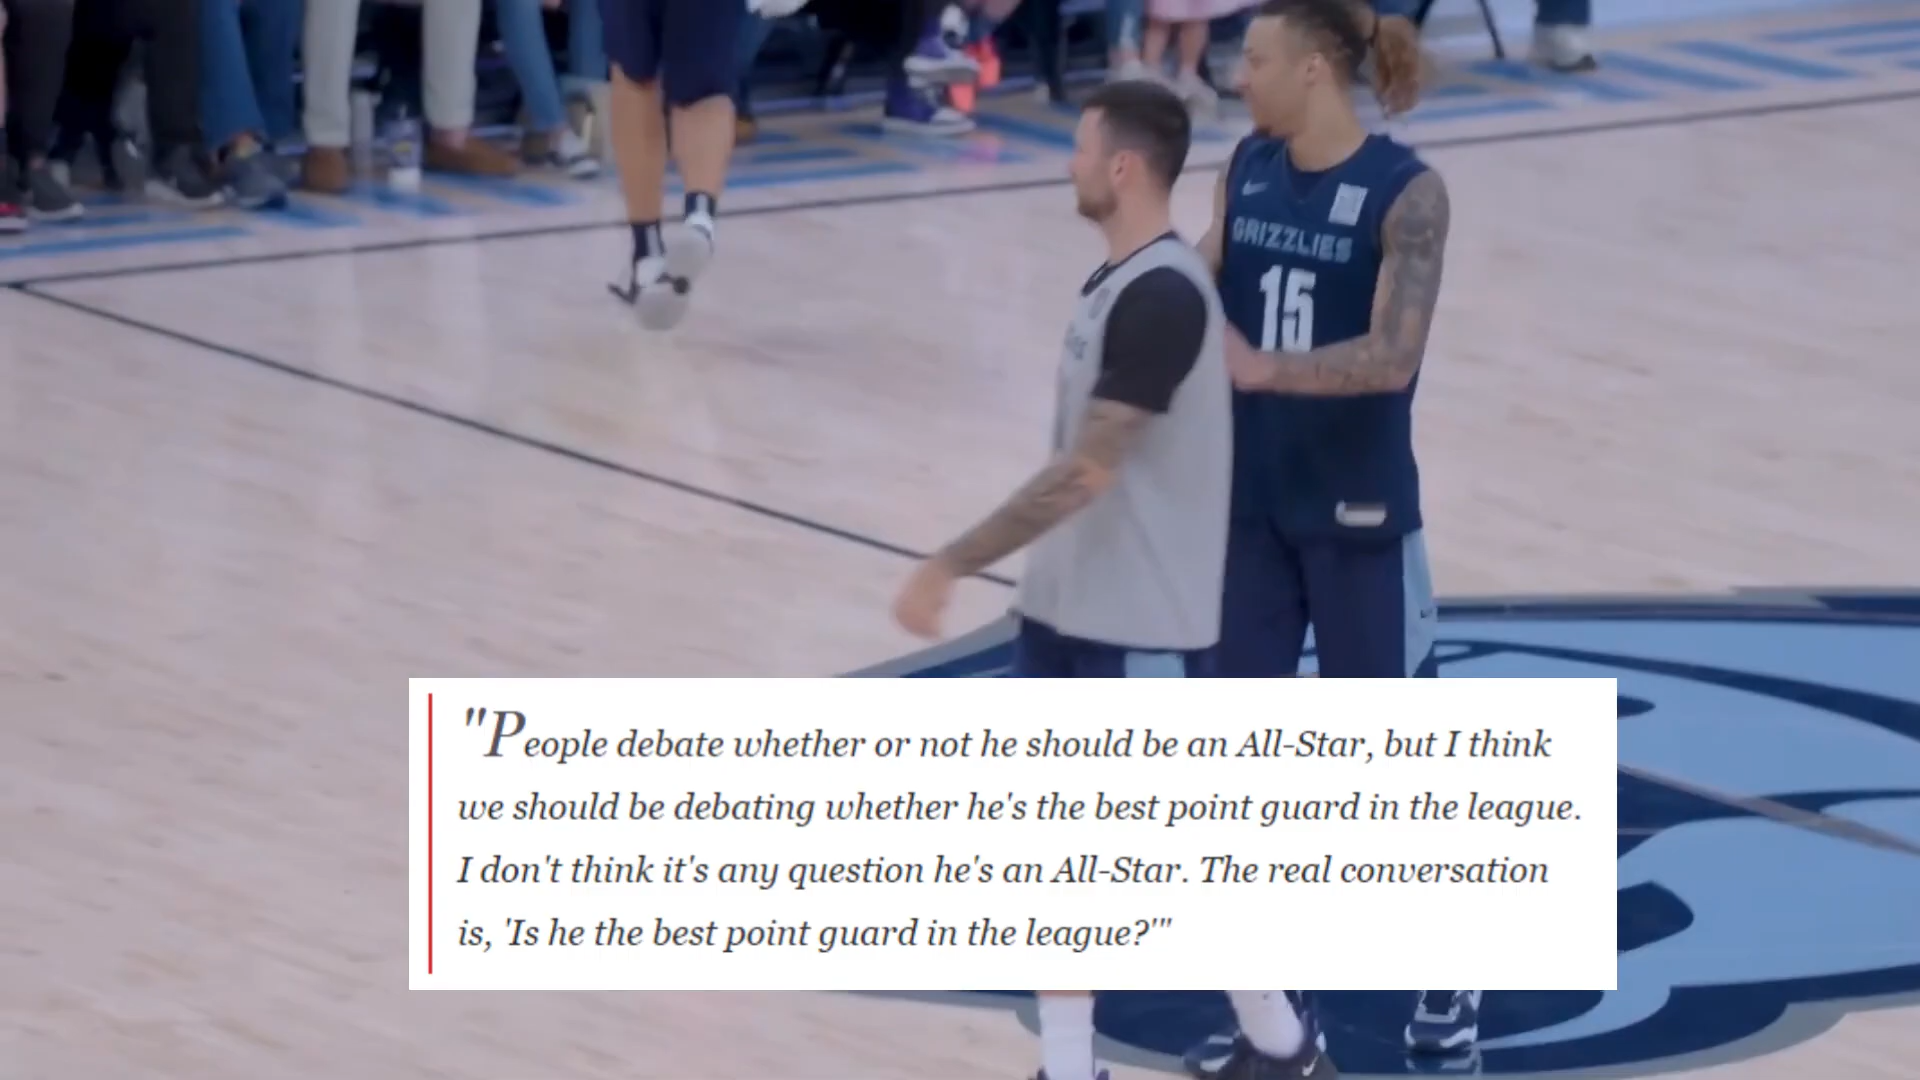 GRIZZLIES
15
"People debate whether or not he should be an All-Star, but I think
we should be debating whether he's the best point guard in the league.
I don't think it's any question he's an All-Star. The real conversation
is, 'Is he the best point guard in the league?'"